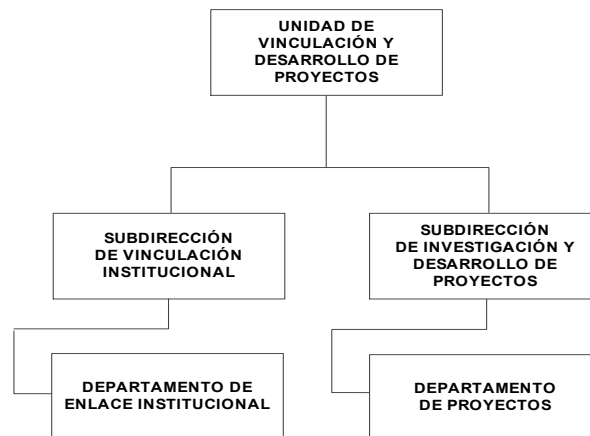 UNIDAD DE
VINCULACIÓN Y
DESARROLLO DE
PROYECTOS
SUBDIRECCIÓN
DE VINCULACIÓN
INSTITUCIONAL
SUBDIRECCIÓN
DE INVESTIGACIÓN Y
DESARROLLO DE
PROYECTOS
DEPARTAMENTO DE
ENLACE INSTITUCIONAL
DEPARTAMENTO
DE PROYECTOS